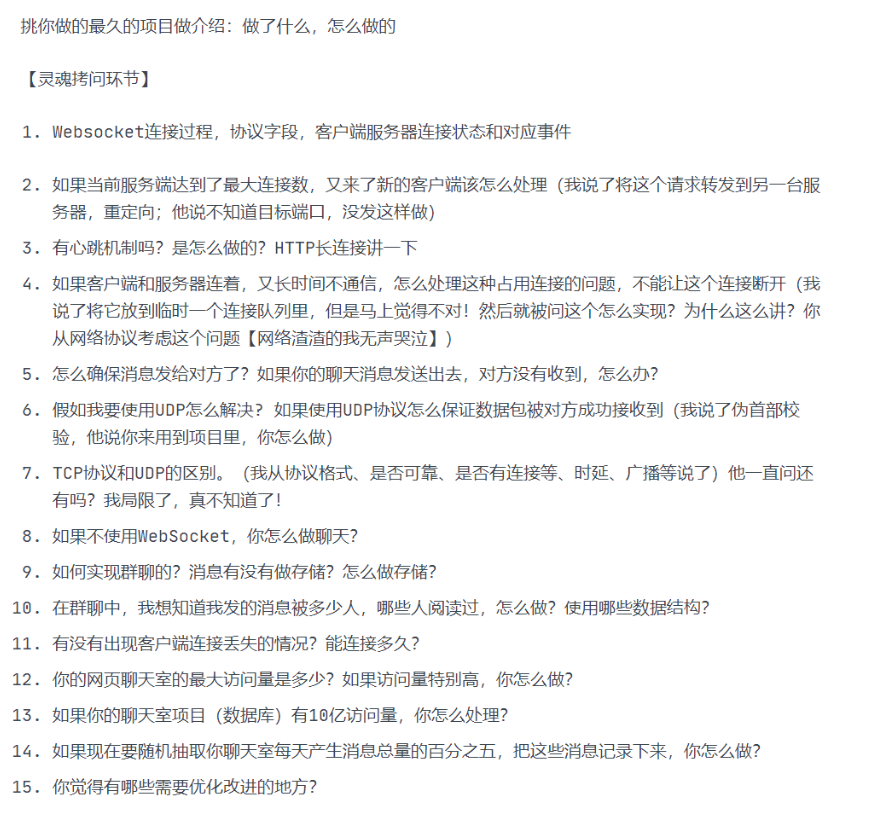 挑你做的最久的项目做介绍：做了什么，怎么做的
【灵魂拷问环节】
1. Websocket连接过程，协议字段，客户端服务器连接状态和对应事件
2. 如果当前服务端达到了最大连接数，又来了新的客户端该怎么处理（我说了将这个请求转发到另一台服
务器，重定向；他说不知道目标端口，没发这样做）
3. 有心跳机制吗？是怎么做的？HTTP长连接讲一下
4. 如果客户端和服务器连着，又长时间不通信，怎么处理这种占用连接的问题，不能让这个连接断开（我
说了将它放到临时一个连接队列里，但是马上觉得不对！然后就被问这个怎么实现？为什么这么讲？你
从网络协议考虑这个问题【网络渣渣的我无声哭泣】）
5. 怎么确保消息发给对方了？如果你的聊天消息发送出去，对方没有收到，怎么办？
6. 假如我要使用UDP怎么解决？如果使用UDP协议怎么保证数据包被对方成功接收到（我说了伪首部校
验，他说你来用到项目里，你怎么做）
7. TCP协议和UDP的区别。（我从协议格式、是否可靠、是否有连接等、时延、广播等说了）他一直问还
有吗？我局限了，真不知道了！
8. 如果不使用WebSocket，你怎么做聊天？
9. 如何实现群聊的？消息有没有做存储？怎么做存储？
10. 在群聊中，我想知道我发的消息被多少人，哪些人阅读过，怎么做？使用哪些数据结构？
11. 有没有出现客户端连接丢失的情况？能连接多久？
12. 你的网页聊天室的最大访问量是多少？如果访问量特别高，你怎么做？
13. 如果你的聊天室项目（数据库）有10亿访问量，你怎么处理？
14. 如果现在要随机抽取你聊天室每天产生消息总量的百分之五，把这些消息记录下来，你怎么做？
15. 你觉得有哪些需要优化改进的地方？